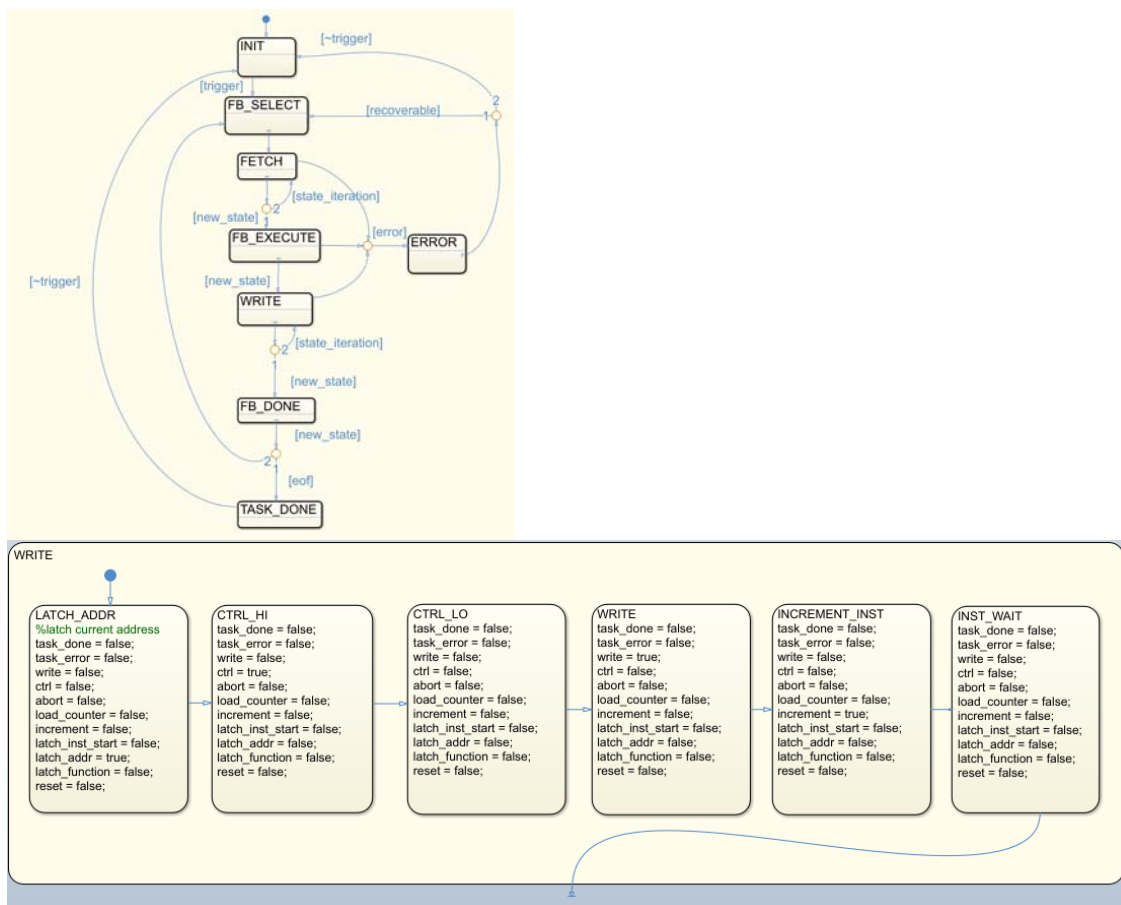 INIT
[~trigger]
[trigger]
FB_SELECT
[recoverable]
2
1
FETCH
[state_iteration]
2
[new_state]
1
FB_EXECUTE
[error]
ERROR
[~trigger]
[new_state]
WRITE
[state_iteration]
2
1
[new_state]
FB_DONE
[new_state]
2
1
[eof]
TASK_DONE
WRITE
LATCH_ADDR
%latch current address
task_done = false;
task_error = false;
write = false;
ctrl = false;
abort = false;
load_counter = false;
increment = false;
latch_inst_start = false;
latch_addr = true;
latch_function = false;
reset = false;
CTRL_HI
task_done = false;
task_error = false;
write = false;
ctrl = true;
abort = false;
load_counter = false;
increment = false;
latch_inst_start = false;
latch_addr = false;
latch_function = false;
reset = false;
CTRL_LO
task_done = false;
task_error = false;
write = false;
ctrl = false;
abort = false;
load_counter = false;
increment = false;
latch_inst_start = false;
latch_addr = false;
latch_function = false;
reset = false;
WRITE
task_done = false;
task_error = false;
write = true;
ctrl = false;
abort = false;
load_counter = false;
increment = false;
latch_inst_start = false;
latch_addr = false;
latch_function = false;
reset = false;
INCREMENT_INST
task_done = false;
task_error = false;
write = false;
ctrl = false;
abort = false;
load_counter = false;
increment = true;
latch_inst_start = false;
latch_addr = false;
latch_function = false;
reset = false;
INST_WAIT
task_done = false;
task_error = false;
write = false;
ctrl = false;
abort = false;
load_counter = false;
increment = false;
latch_inst_start = false;
latch_addr = false;
latch_function = false;
reset = false;